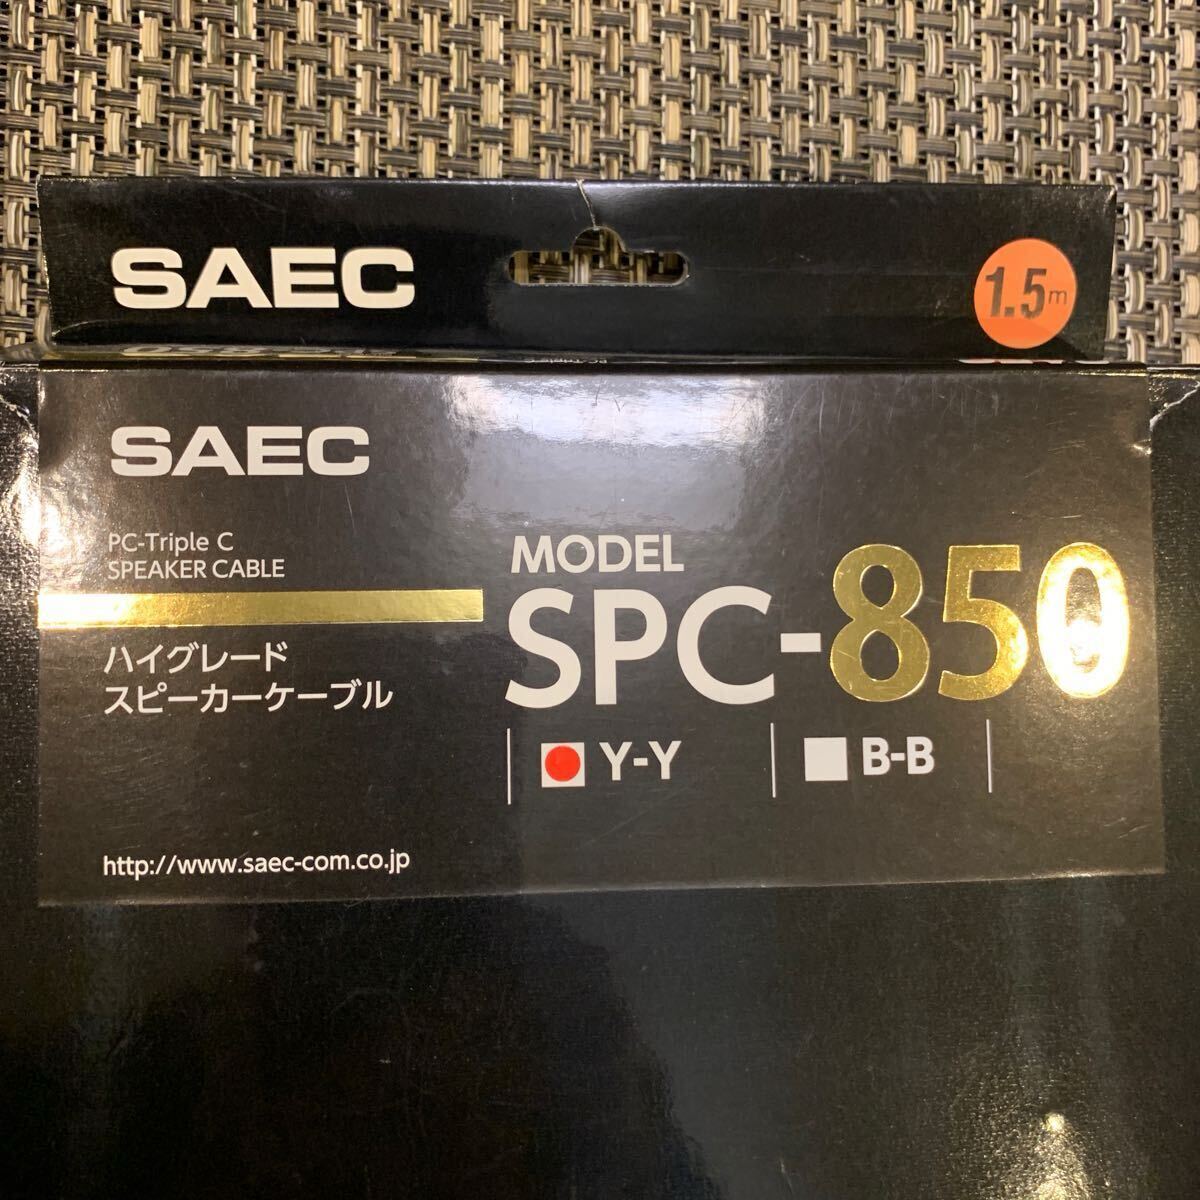 SAEC
1.5m
SAEC
PC-Triple C
SPEAKER CABLE
ハイグレード
スピーカーケーブル
MODEL
SPC-850
Y-Y
B-B
http://www.saec-com.co.jp